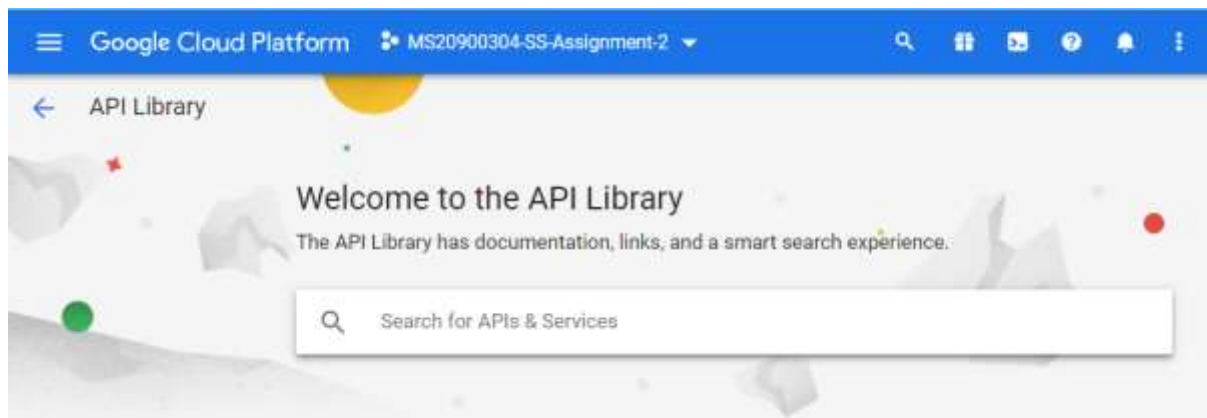 Google Cloud Platform MS20900304-SS-Assignment-2
API Library
Welcome to the API Library
The API Library has documentation, links, and a smart search experience.
Search for APIs & Services